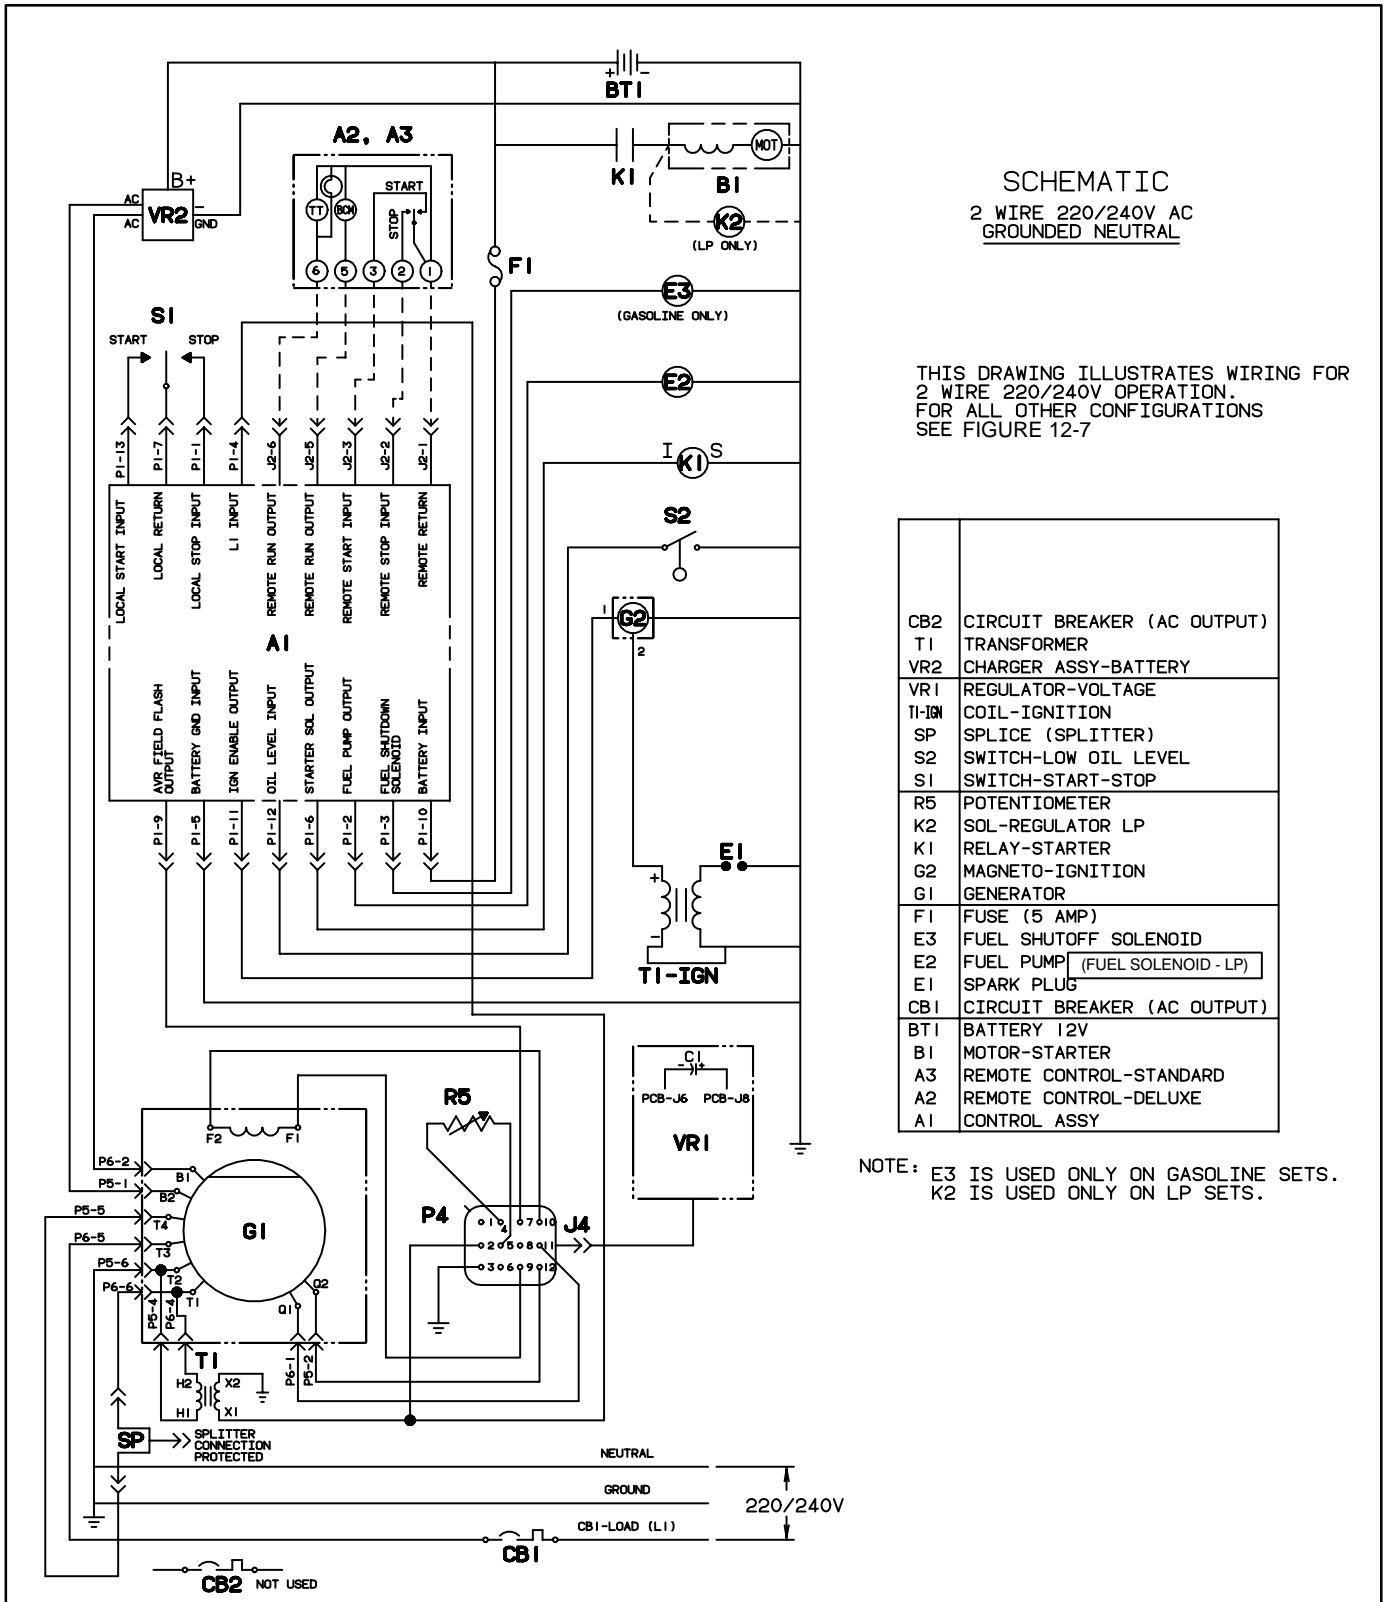 BT1
+ -
A2, A3
START
STOP
TT
BCM
6 5 3 2 1
K1
MOT
B1
K2
(LP ONLY)
SCHEMATIC
2 WIRE 220/240V AC
GROUNDED NEUTRAL
B+
AC
AC
VR2
-
GND
F1
E3
(GASOLINE ONLY)
S1
START
STOP
E2
THIS DRAWING ILLUSTRATES WIRING FOR
2 WIRE 220/240V OPERATION.
FOR ALL OTHER CONFIGURATIONS
SEE FIGURE 12-7
I K1 S
S2
P1-13
P1-7
P1-1
P1-4
J2-6
J2-5
J2-3
J2-2
J2-1
LOCAL START INPUT
LOCAL RETURN
LOCAL STOP INPUT
L1 INPUT
REMOTE RUN OUTPUT
REMOTE RUN OUTPUT
REMOTE START INPUT
REMOTE STOP INPUT
REMOTE RETURN
A1
AVR FIELD FLASH
OUTPUT
BATTERY GND INPUT
IGN ENABLE OUTPUT
OIL LEVEL INPUT
STARTER SOL OUTPUT
FUEL PUMP OUTPUT
FUEL SHUTDOWN
SOLENOID
BATTERY INPUT
P1-9
P1-5
P1-11
P1-12
P1-6
P1-2
P1-3
P1-10
1
G2
2
E1
+
-
T1-IGN
CB2 CIRCUIT BREAKER (AC OUTPUT)
T1 TRANSFORMER
VR2 CHARGER ASSY-BATTERY
VR1 REGULATOR-VOLTAGE
T1-IGN COIL-IGNITION
SP SPLICE (SPLITTER)
S2 SWITCH-LOW OIL LEVEL
S1 SWITCH-START-STOP
R5 POTENTIOMETER
K2 SOL-REGULATOR LP
K1 RELAY-STARTER
G2 MAGNETO-IGNITION
G1 GENERATOR
F1 FUSE (5 AMP)
E3 FUEL SHUTOFF SOLENOID
E2 FUEL PUMP (FUEL SOLENOID - LP)
E1 SPARK PLUG
CB1 CIRCUIT BREAKER (AC OUTPUT)
BT1 BATTERY 12V
B1 MOTOR-STARTER
A3 REMOTE CONTROL-STANDARD
A2 REMOTE CONTROL-DELUXE
A1 CONTROL ASSY
NOTE: E3 IS USED ONLY ON GASOLINE SETS.
K2 IS USED ONLY ON LP SETS.
C1
- +
PCB-J6 PCB-J8
VR1
R5
F2 F1
P6-2
P5-1
P5-5
P6-5
P5-6
P6-6
B1
B2
T4
T3
T2
T1
G1
Q1
Q2
P5-4
P6-4
P6-1
P5-2
P4
J4
1 4 7 10
2 5 8 11
3 6 9 12
T1
H2 X2
H1 X1
SP
SPLITTER
CONNECTION
PROTECTED
NEUTRAL
GROUND
220/240V
CB1-LOAD (L1)
CB1
CB2 NOT USED